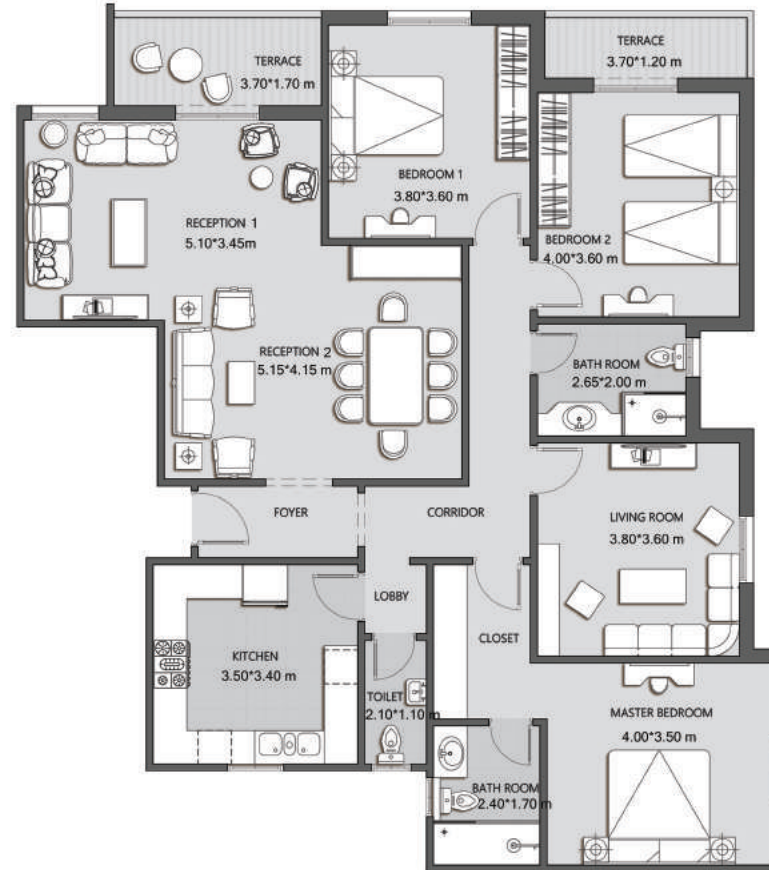 TERRACE
3.70*1.70 m
TERRACE
3.70*1.20 m
BEDROOM 1
3.80*3.60 m
RECEPTION 1
5.10*3.45m
BEDROOM 2
4.00*3.60 m
RECEPTION 2
5.15*4.15 m
BATH ROOM
2.65*2.00 m
FOYER
CORRIDOR
LIVING ROOM
3.80*3.60 m
LOBBY
CLOSET
KITCHEN
3.50*3.40 m
TOILET
2.10*1.10
MASTER BEDROOM
4.00*3.50 m
BATH ROOM
2.40*1.70 m